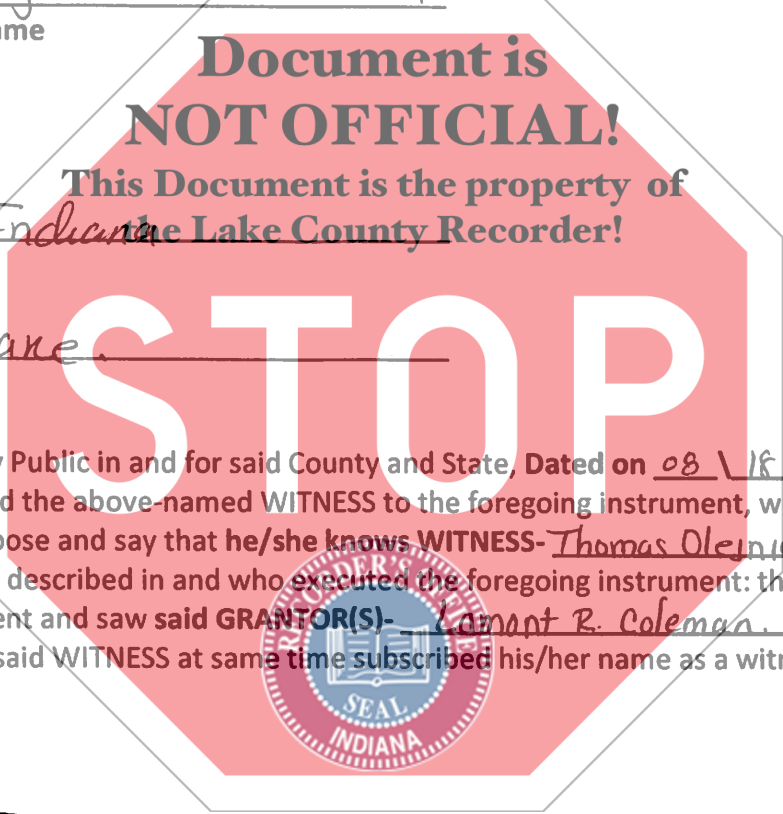 ame
Document is
NOT OFFICIAL!
This Document is the property of
Indiana the Lake County Recorder!
STOP
Public in and for said County and State, Dated on 08 \ 18
d the above-named WITNESS to the foregoing instrument, w
pose and say that he/she knows WITNESS- Thomas Olejni
described in and who executed the foregoing instrument: th
ent and saw said GRANTOR(S)- Lamont R. Coleman.
said WITNESS at same time subscribed his/her name as a witn
RECORDER'S OFFICE
SEAL
INDIANA